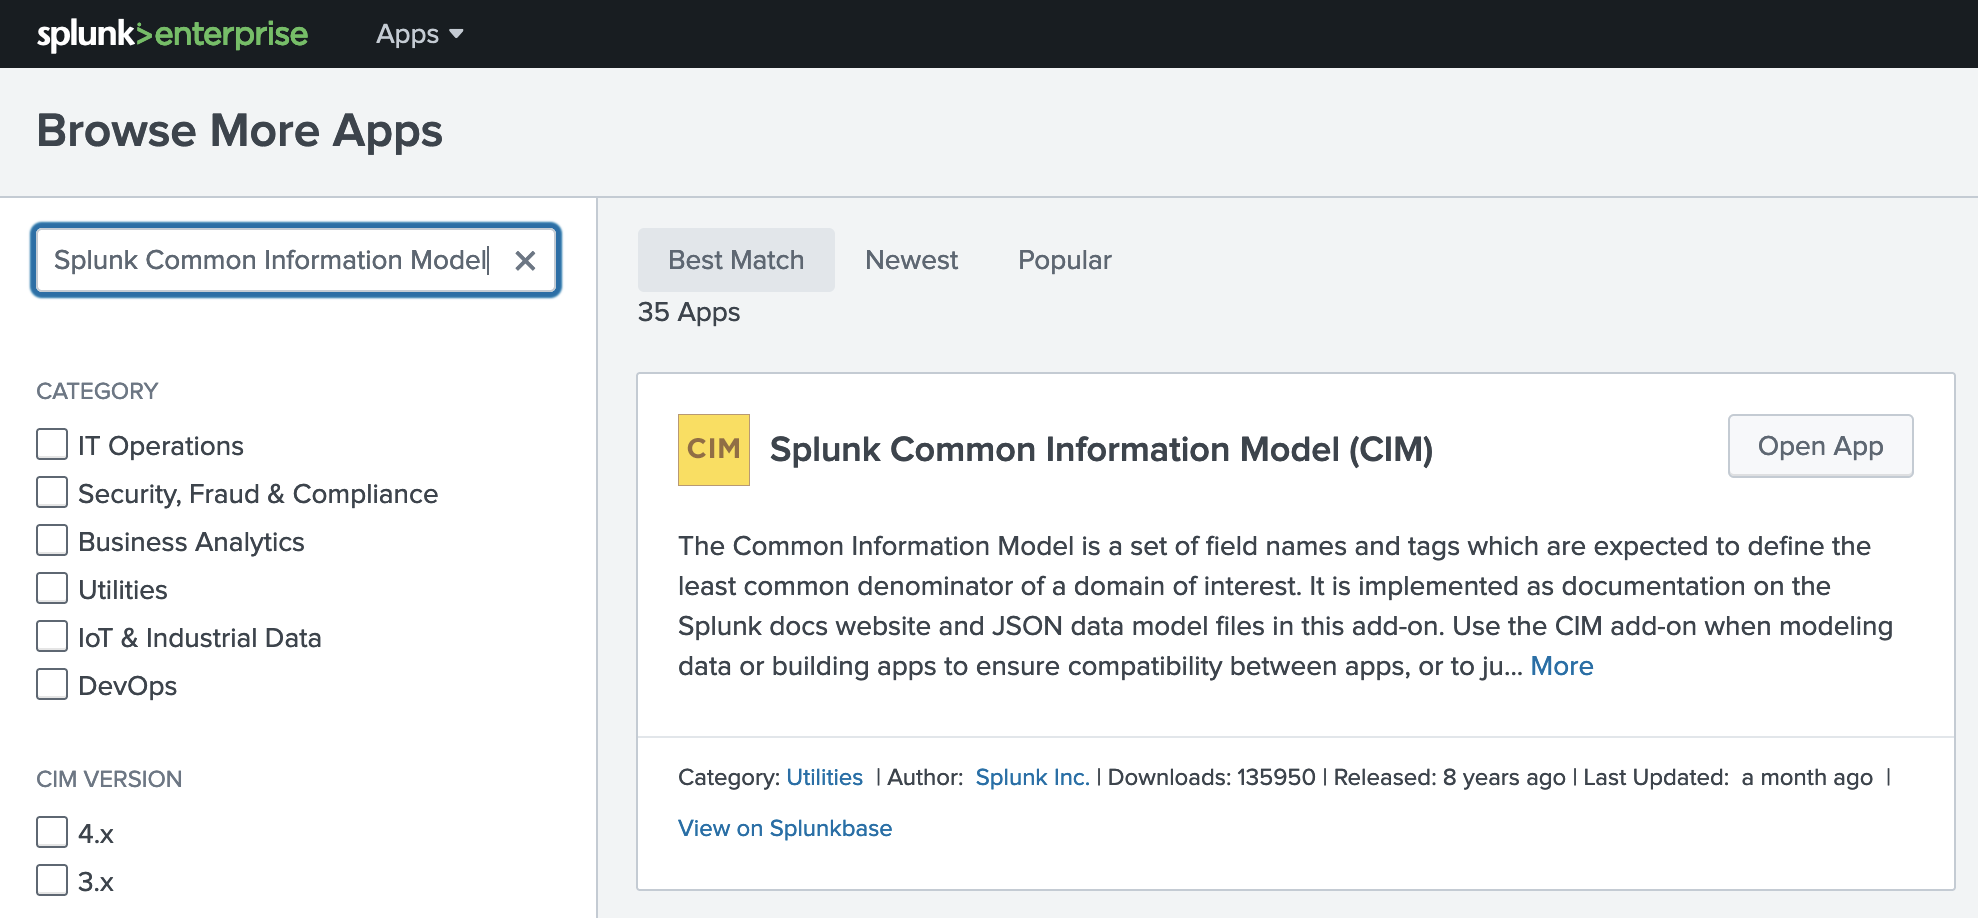 splunk>enterprise Apps
Browse More Apps
Splunk Common Information Model
CATEGORY
IT Operations
Security, Fraud & Compliance
Business Analytics
Utilities
IoT & Industrial Data
DevOps
CIM VERSION
4.x
3.x
Best Match Newest Popular
35 Apps
CIM
Splunk Common Information Model (CIM)
Open App
The Common Information Model is a set of field names and tags which are expected to define the
least common denominator of a domain of interest. It is implemented as documentation on the
Splunk docs website and JSON data model files in this add-on. Use the CIM add-on when modeling
data or building apps to ensure compatibility between apps, or to ju... More
Category: Utilities | Author: Splunk Inc. | Downloads: 135950 | Released: 8 years ago | Last Updated: a month ago |
View on Splunkbase